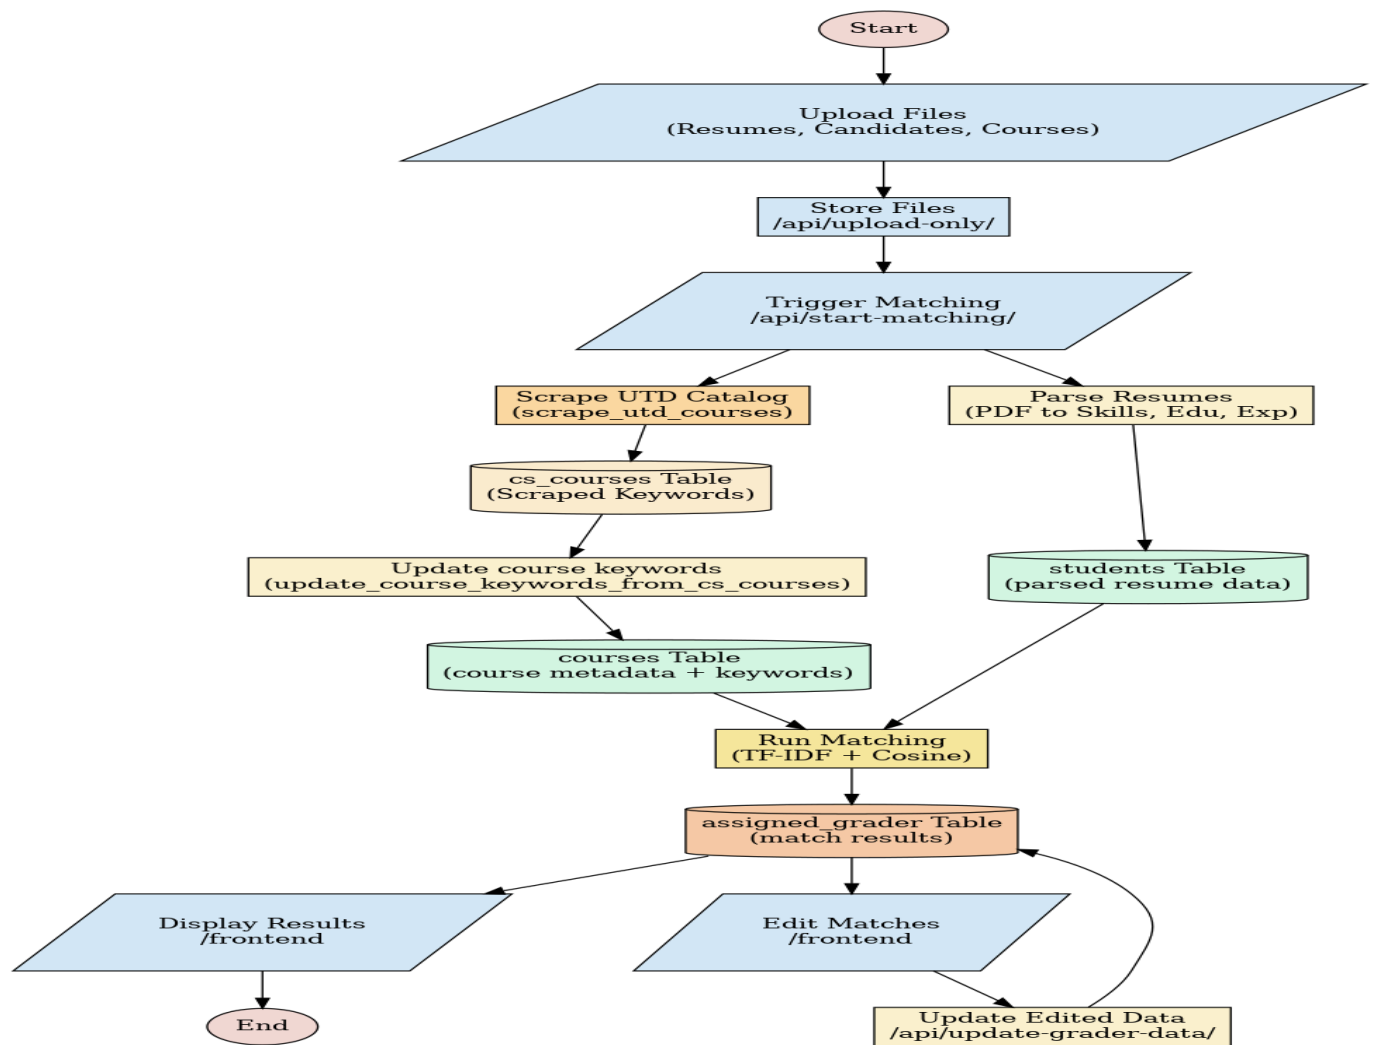 Start
Upload Files
(Resumes, Candidates, Courses)
Store Files
/api/upload-only/
Trigger Matching
/api/start-matching/
Scrape UTD Catalog
(scrape_utd_courses)
Parse Resumes
(PDF to Skills, Edu, Exp)
cs_courses Table
(Scraped Keywords)
Update course keywords
(update_course_keywords_from_cs_courses)
students Table
(parsed resume data)
courses Table
(course metadata + keywords)
Run Matching
(TF-IDF + Cosine)
assigned_grader Table
(match results)
Display Results
/frontend
Edit Matches
/frontend
End
Update Edited Data
/api/update-grader-data/